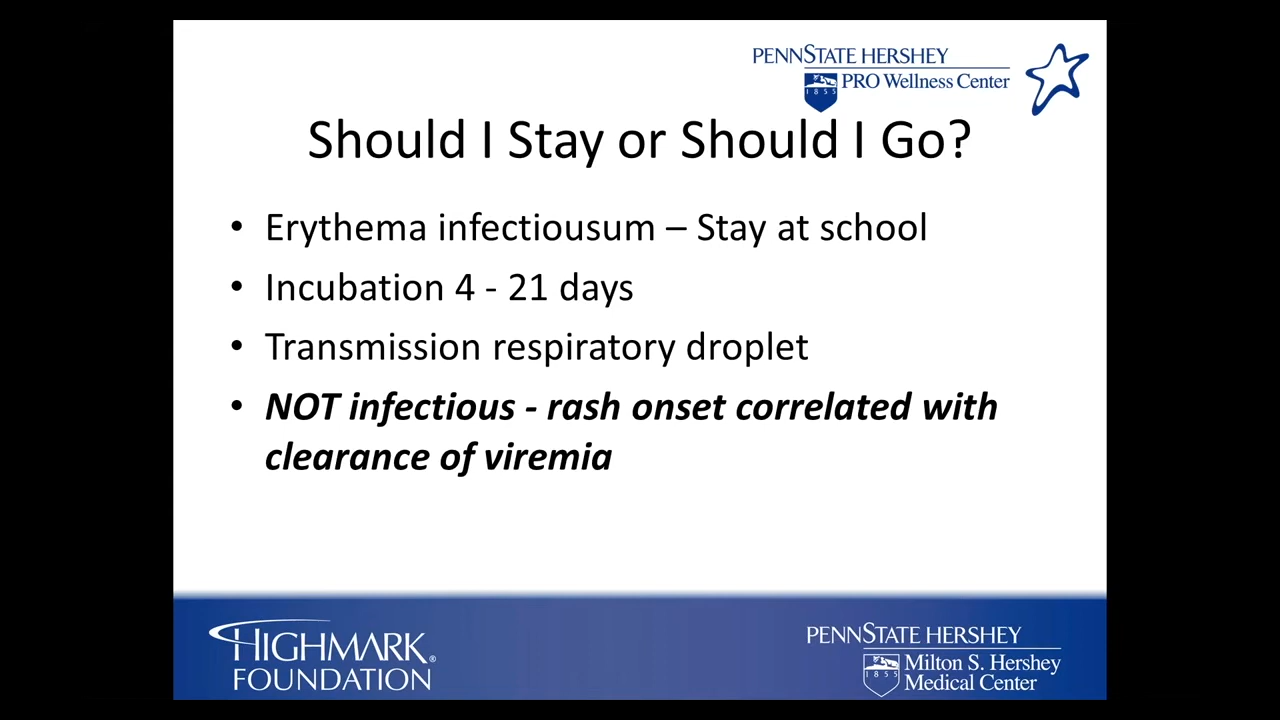 PENNSTATE HERSHEY
PRO Wellness Center
1855
Should I Stay or Should I Go?
• Erythema infectiousum – Stay at school
• Incubation 4 - 21 days
• Transmission respiratory droplet
• NOT infectious - rash onset correlated with
clearance of viremia
HIGHMARK®
FOUNDATION
PENNSTATE HERSHEY
Milton S. Hershey
1855
Medical Center